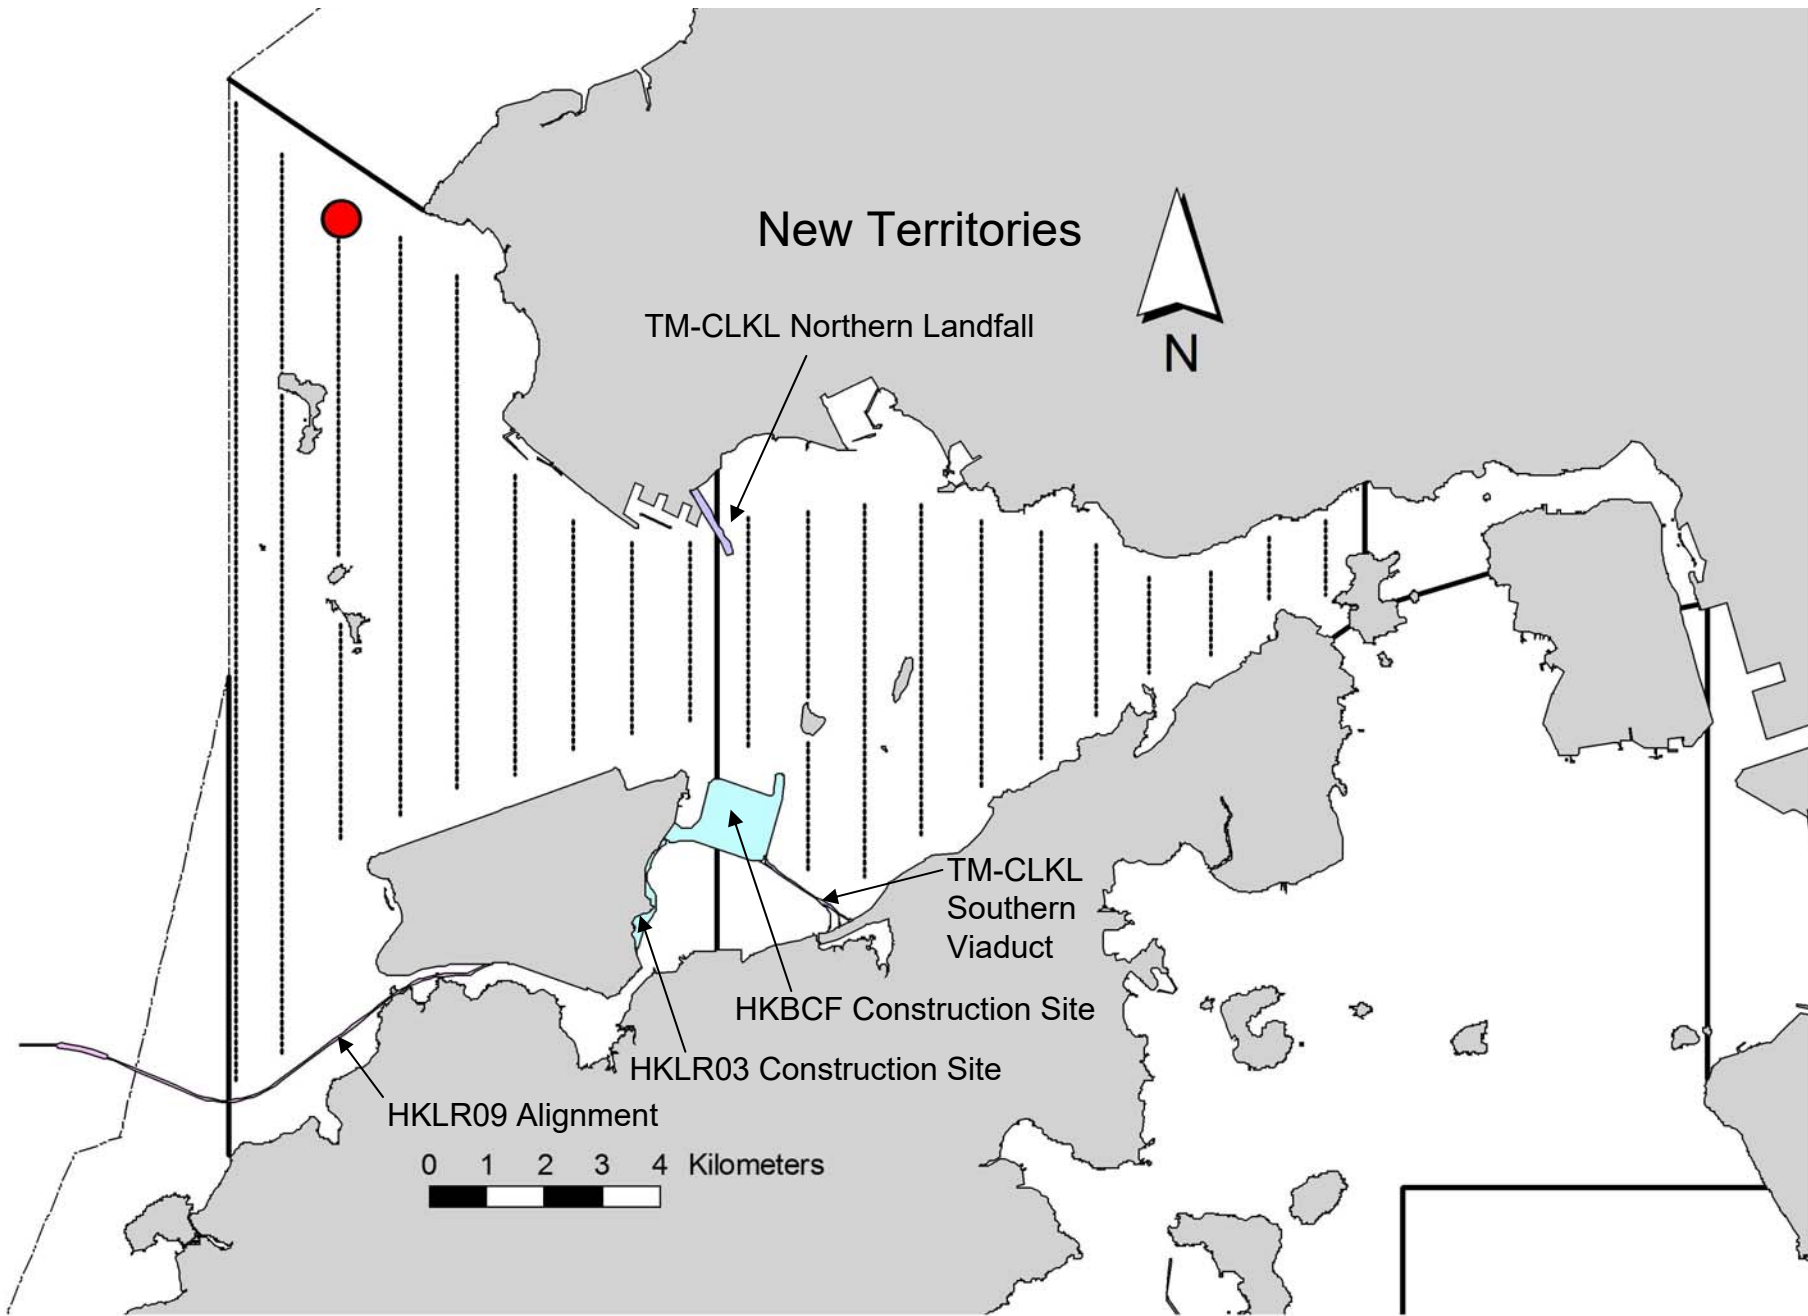 New Territories
TM-CLKL Northern Landfall
N
TM-CLKL
Southern
Viaduct
HKBCF Construction Site
HKLR03 Construction Site
HKLR09 Alignment
0 1 2 3 4 Kilometers